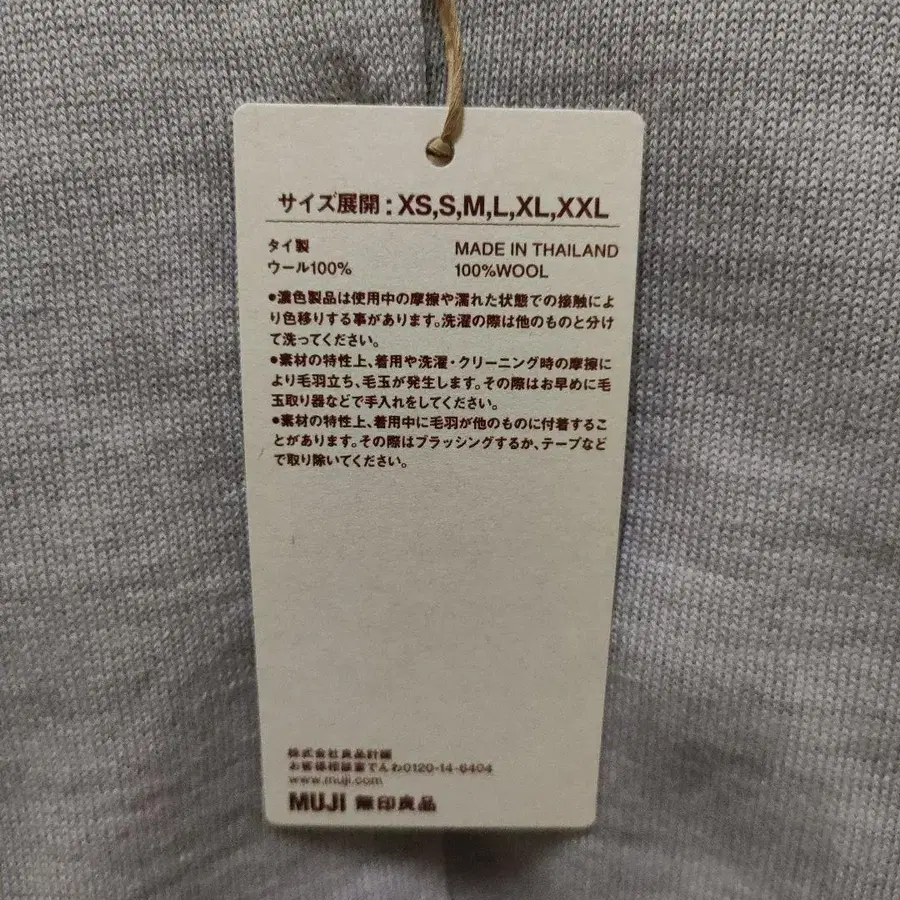 サイズ展開:XS,S,M,L,XL,XXL
タイ製 MADE IN THAILAND
ウール100% 100%WOOL
●濃色製品は使用中の摩擦や濡れた状態での接触によ
り色移りする事があります。洗濯の際は他のものと分け
て洗ってください。
●素材の特性上、着用や洗濯・クリーニング時の摩擦に
より毛羽立ち、毛玉が発生します。その際はお早めに毛
玉取り器などで手入れをしてください。
●素材の特性上、着用中に毛羽が他のものに付着するこ
とがあります。その際はブラッシングするか、テープなど
で取り除いてください。
株式会社良品計画
お客様相談室でんわ0120-14-6404
www.muji.com
MUJI 無印良品